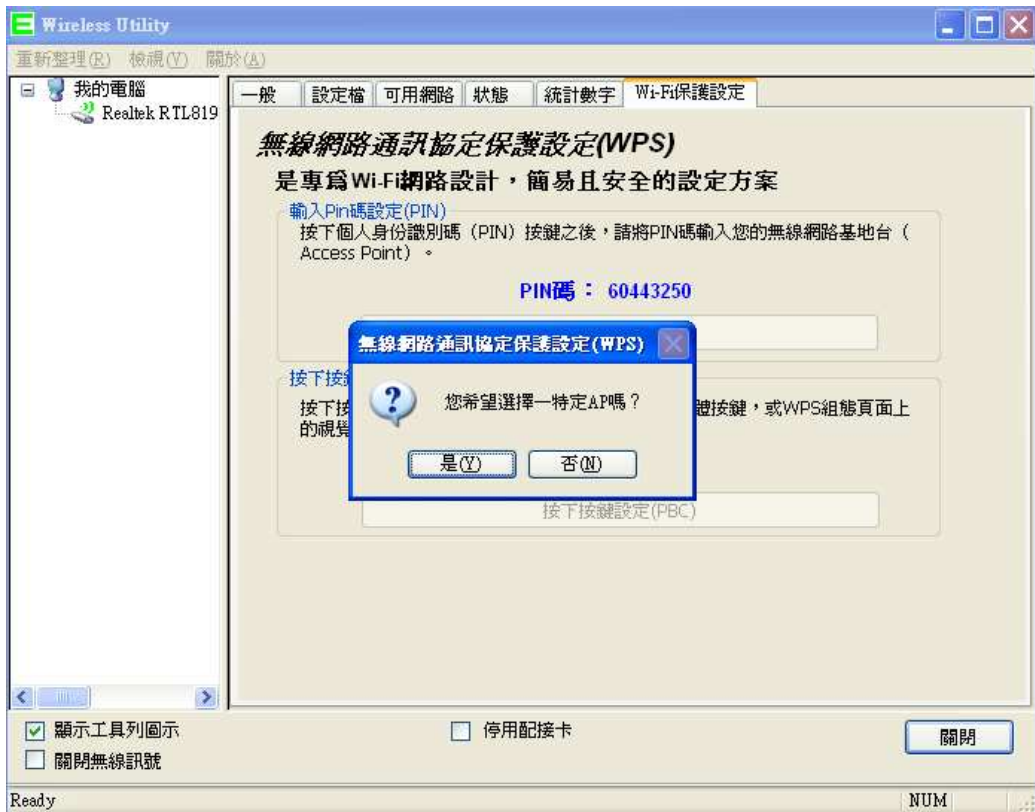 Wireless Utility
重新整理(R) 檢視(V) 關於(A)
我的電腦
Realtek RTL819
一般 設定檔 可用網路 狀態 統計數字 Wi-Fi保護設定
無線網路通訊協定保護設定(WPS)
是專為Wi-Fi網路設計，簡易且安全的設定方案
輸入Pin碼設定(PIN)
按下個人身份識別碼（PIN）按鍵之後，請將PIN碼輸入您的無線網路基地台（
Access Point）。
PIN碼： 60443250
無線網路通訊協定保護設定(WPS)
您希望選擇一特定AP嗎？
是(Y) 否(N)
按下按
按下按 體按鍵，或WPS組態頁面上
的視覺
按下按鍵設定(PBC)
顯示工具列圖示
停用配接卡
關閉
關閉無線訊號
Ready
NUM